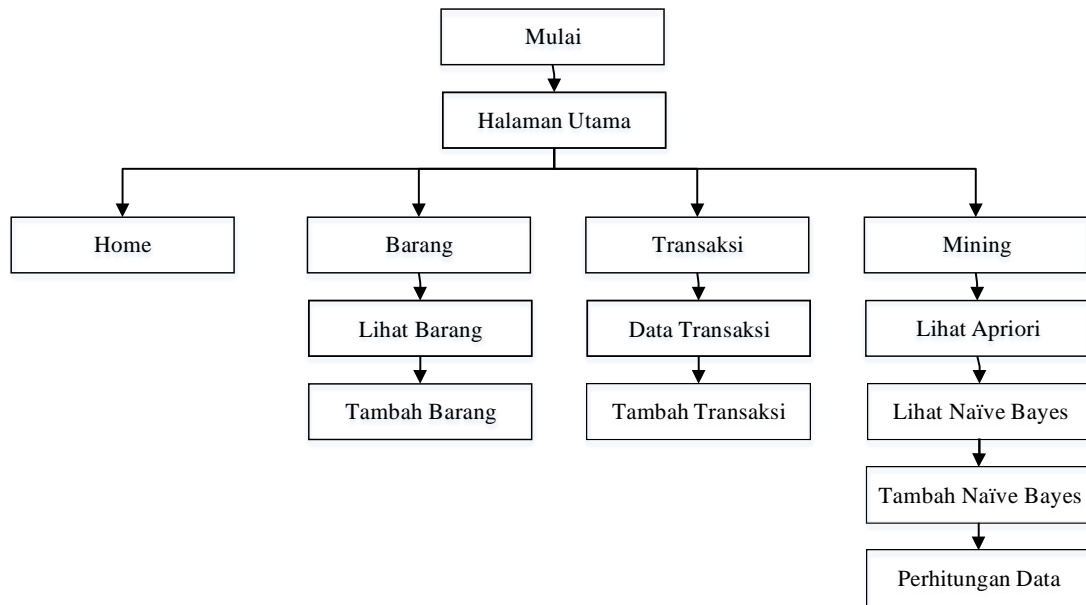 Mulai
Halaman Utama
Home
Barang
Transaksi
Mining
Lihat Barang
Data Transaksi
Lihat Apriori
Tambah Barang
Tambah Transaksi
Lihat Naïve Bayes
Tambah Naïve Bayes
Perhitungan Data